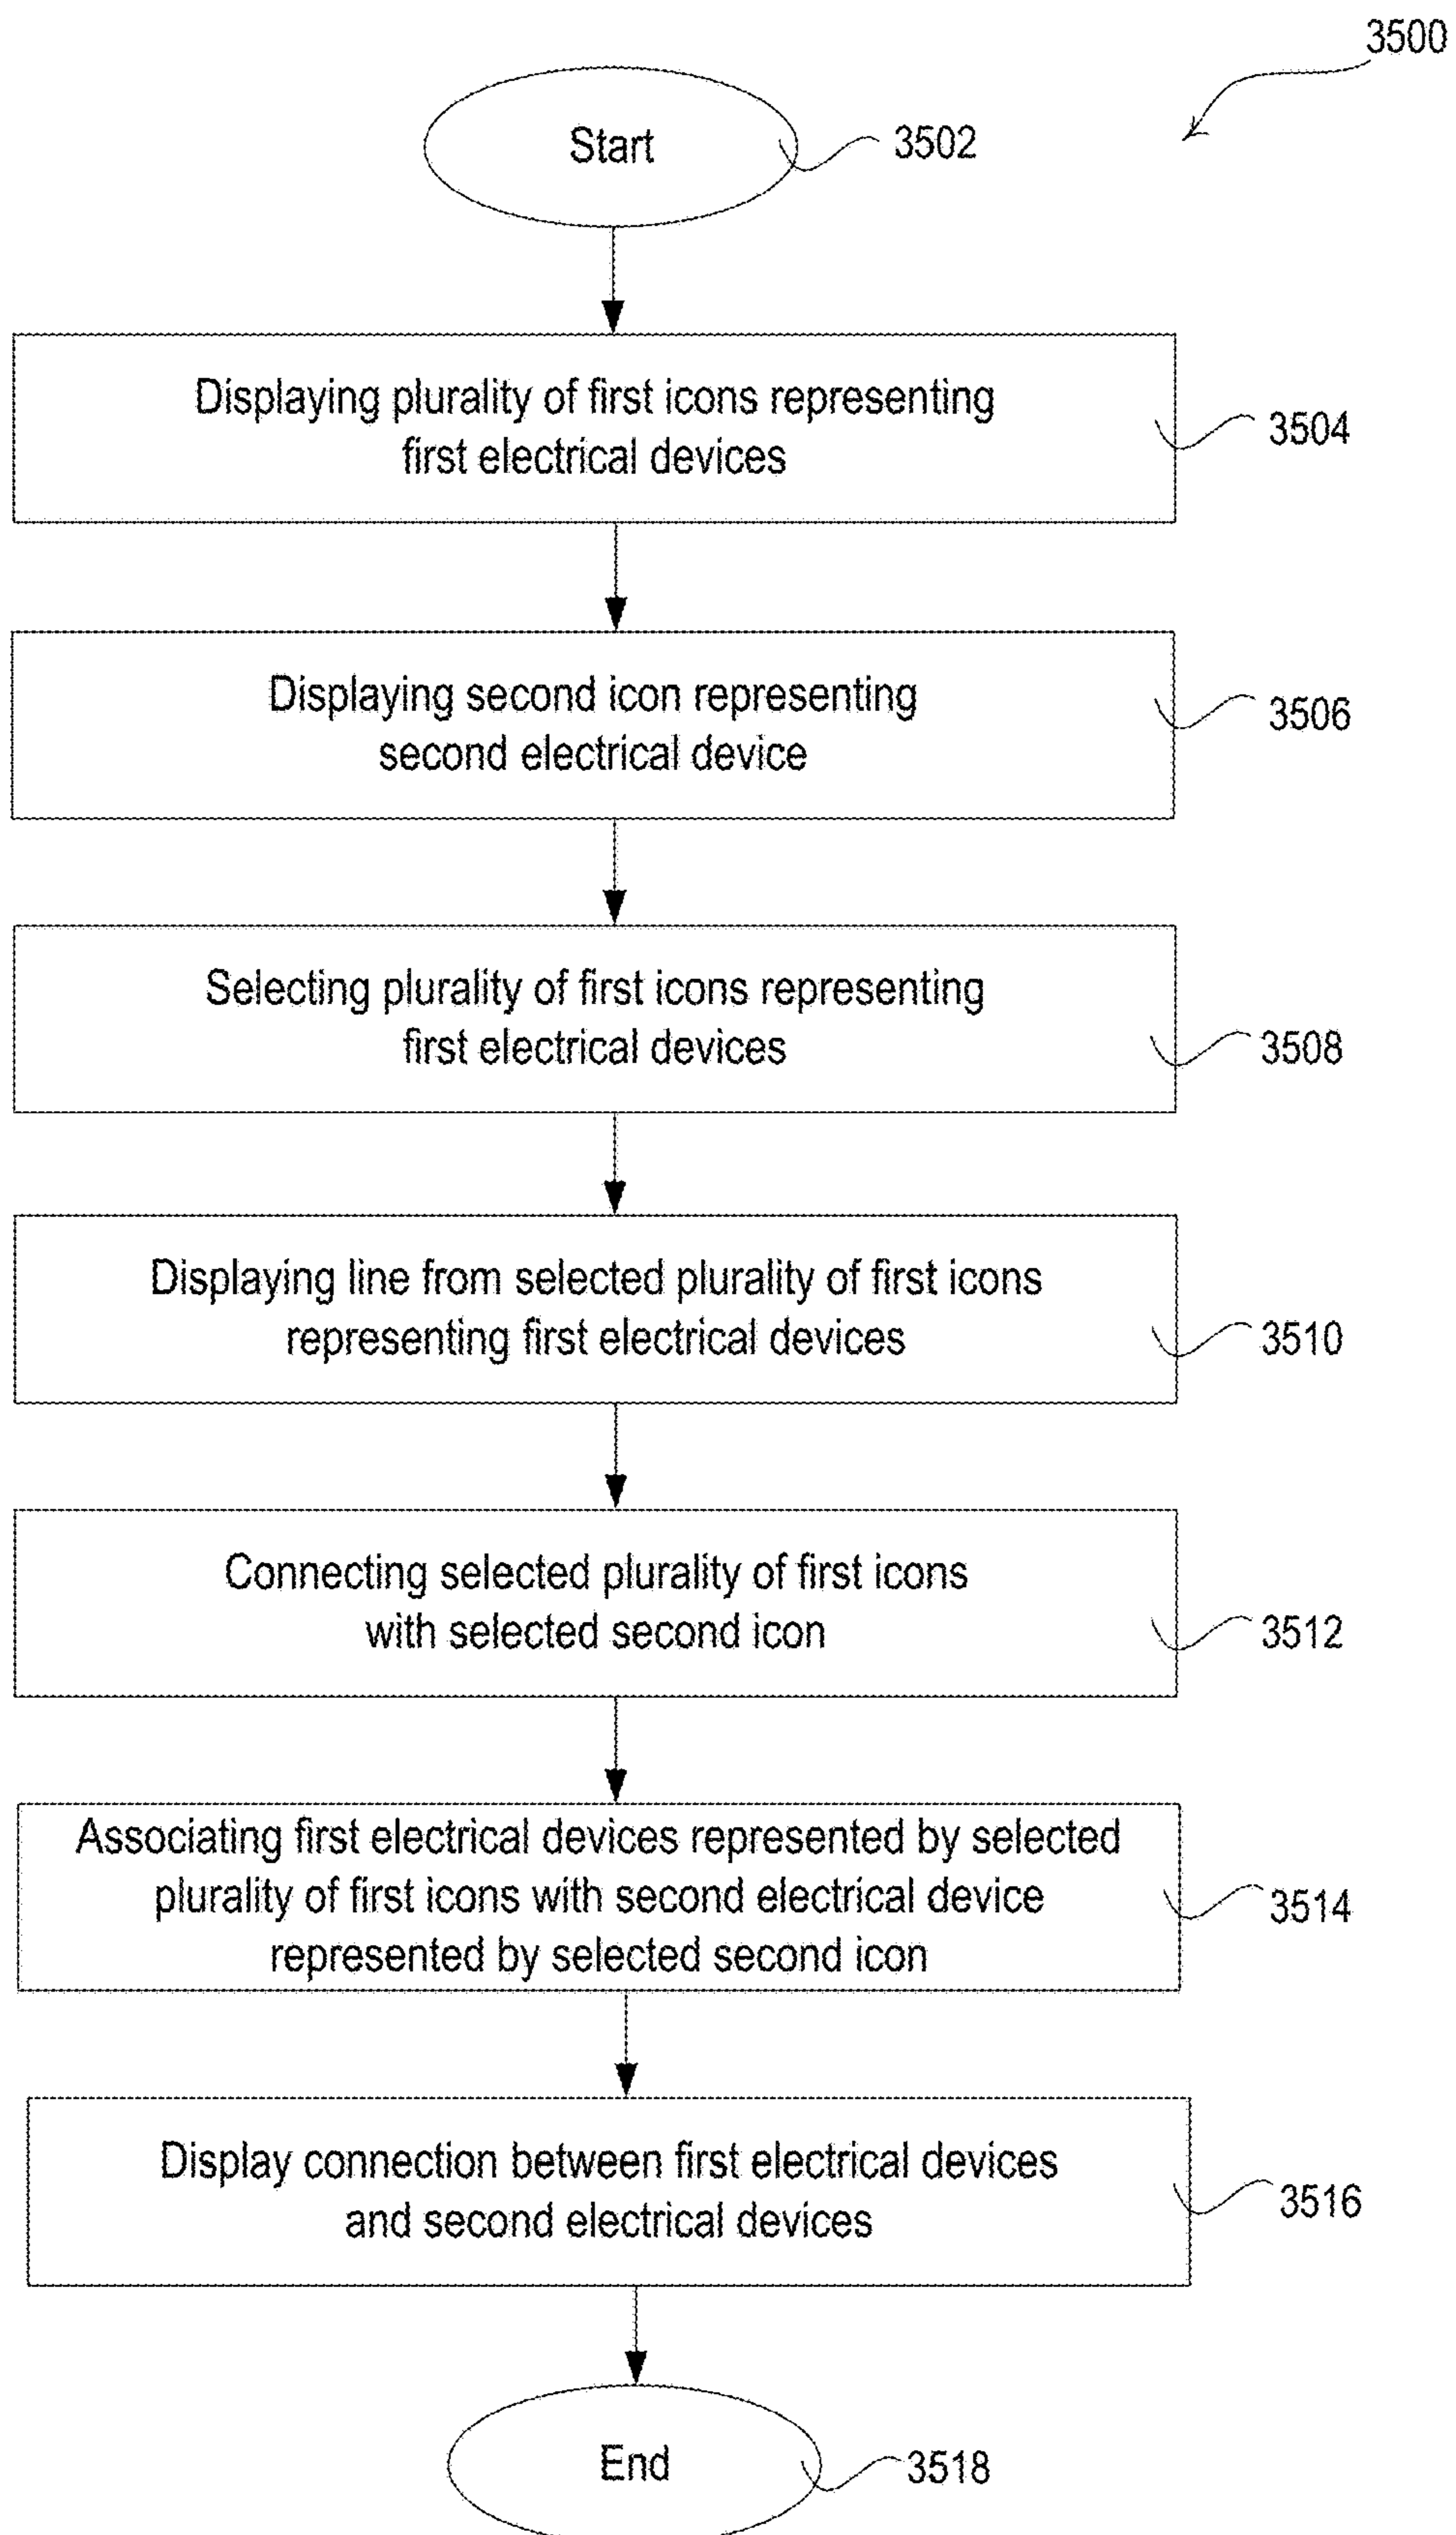 3500
Start
3502
Displaying plurality of first icons representing
first electrical devices
3504
Displaying second icon representing
second electrical device
3506
Selecting plurality of first icons representing
first electrical devices
3508
Displaying line from selected plurality of first icons
representing first electrical devices
3510
Connecting selected plurality of first icons
with selected second icon
3512
Associating first electrical devices represented by selected
plurality of first icons with second electrical device
represented by selected second icon
3514
Display connection between first electrical devices
and second electrical devices
3516
End
3518